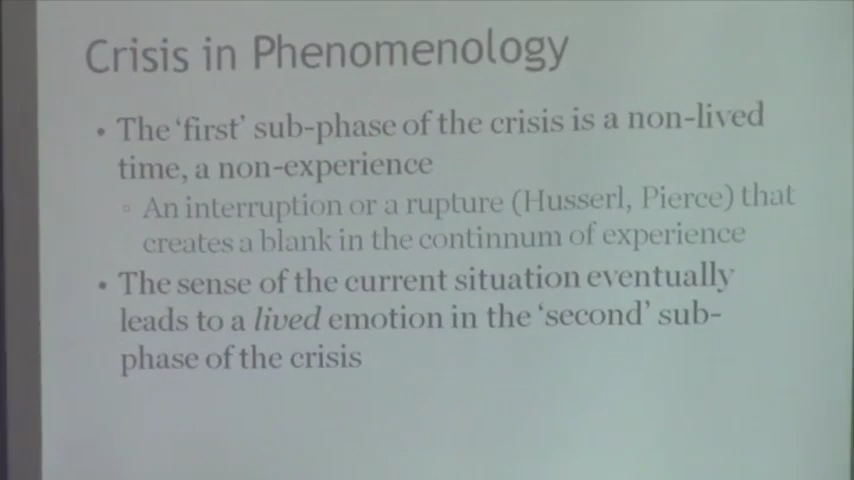 Crisis in Phenomenology
• The ‘first’ sub-phase of the crisis is a non-lived
time, a non-experience
▫ An interruption or a rupture (Husserl, Pierce) that
creates a blank in the continnum of experience
• The sense of the current situation eventually
leads to a lived emotion in the ‘second’ sub-
phase of the crisis